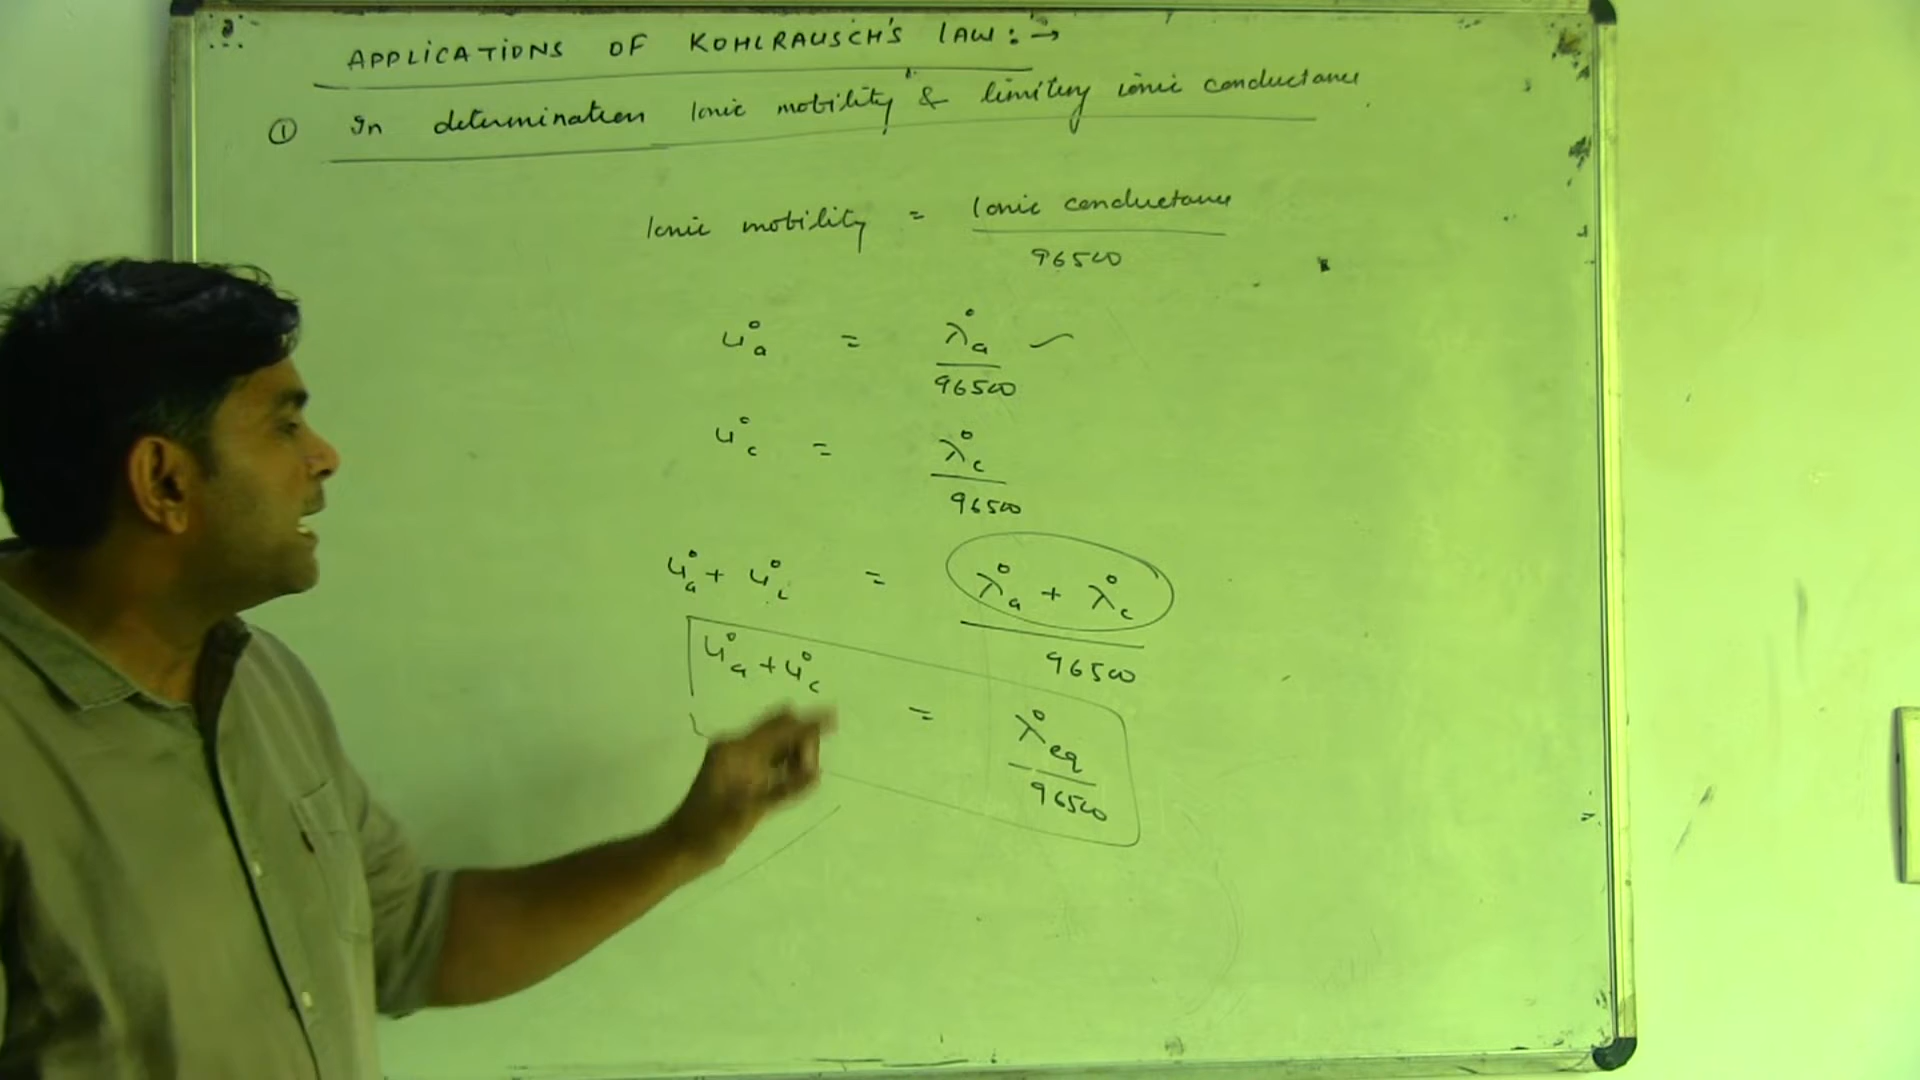 APPLICATIONS OF KOHLRAUSCH'S LAW : →
① In determination Ionic mobility & limiting ionic conductance
Ionic mobility = Ionic conductance / 96500
u°a = λ°a / 96500
u°c = λ°c / 96500
u°a + u°c = λ°a + λ°c / 96500
u°a + u°c = λ°eq / 96500